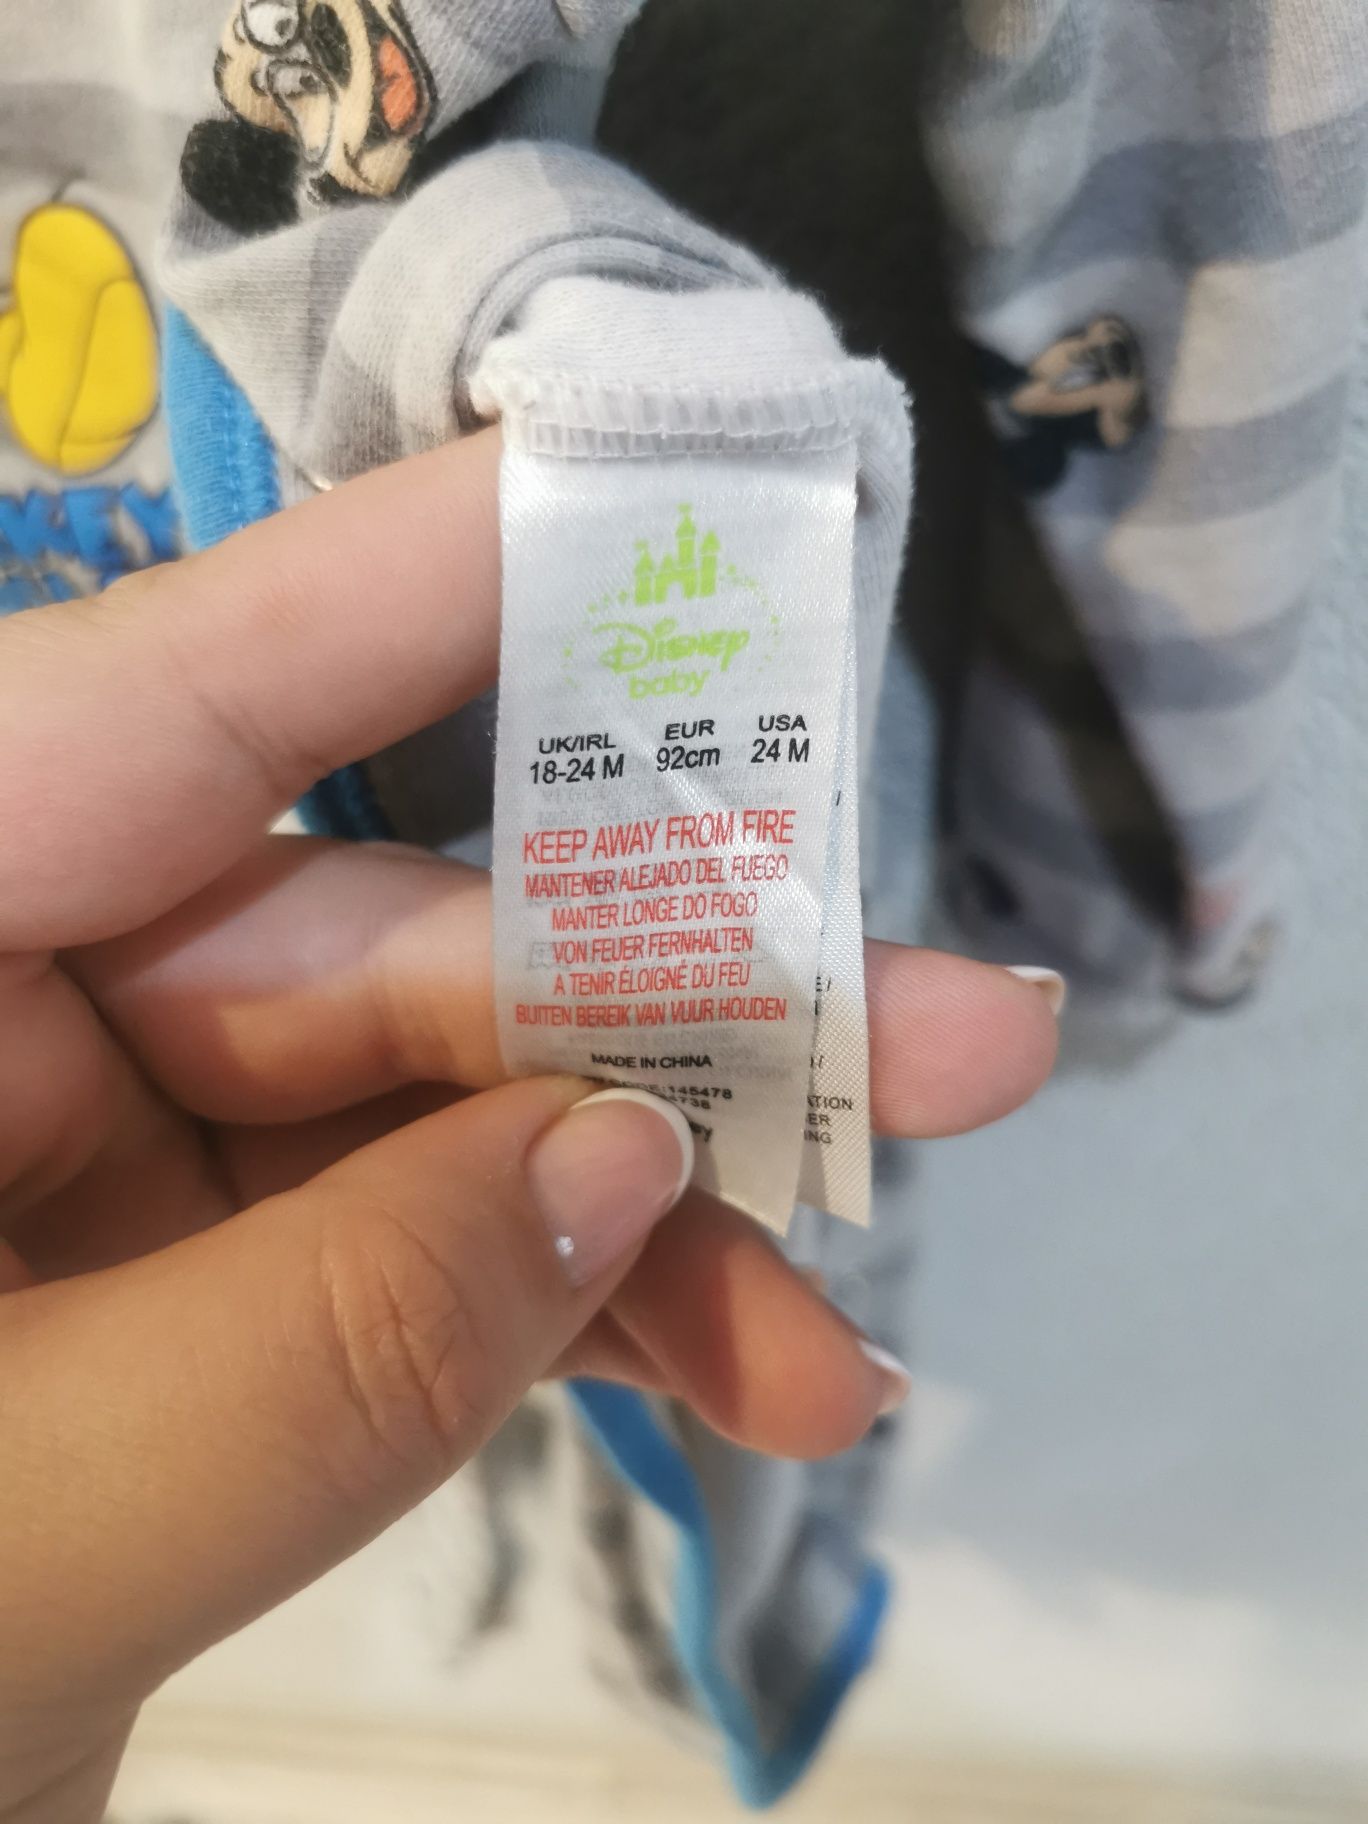 Disney
baby
UK/IRL EUR USA
18-24 M 92cm 24 M
KEEP AWAY FROM FIRE
MANTENER ALEJADO DEL FUEGO
MANTER LONGE DO FOGO
VON FEUER FERNHALTEN
A TENIR ÉLOIGNÉ DU FEU
BUITEN BEREIK VAN VUUR HOUDEN
MADE IN CHINA
:145478